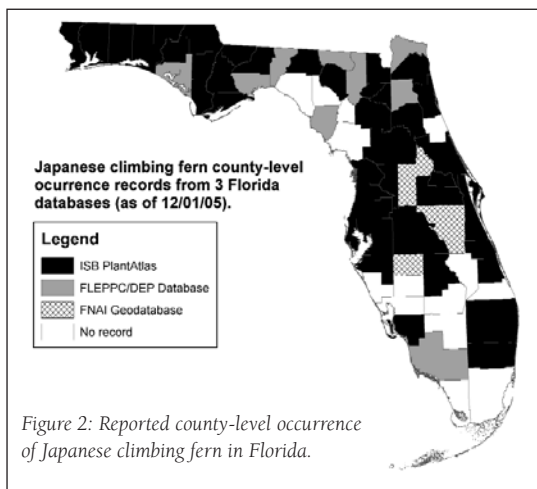 Japanese climbing fern county-level
ocurrence records from 3 Florida
databases (as of 12/01/05).
Legend
ISB PlantAtlas
FLEPPC/DEP Database
FNAI Geodatabase
No record
Figure 2: Reported county-level occurrence
of Japanese climbing fern in Florida.